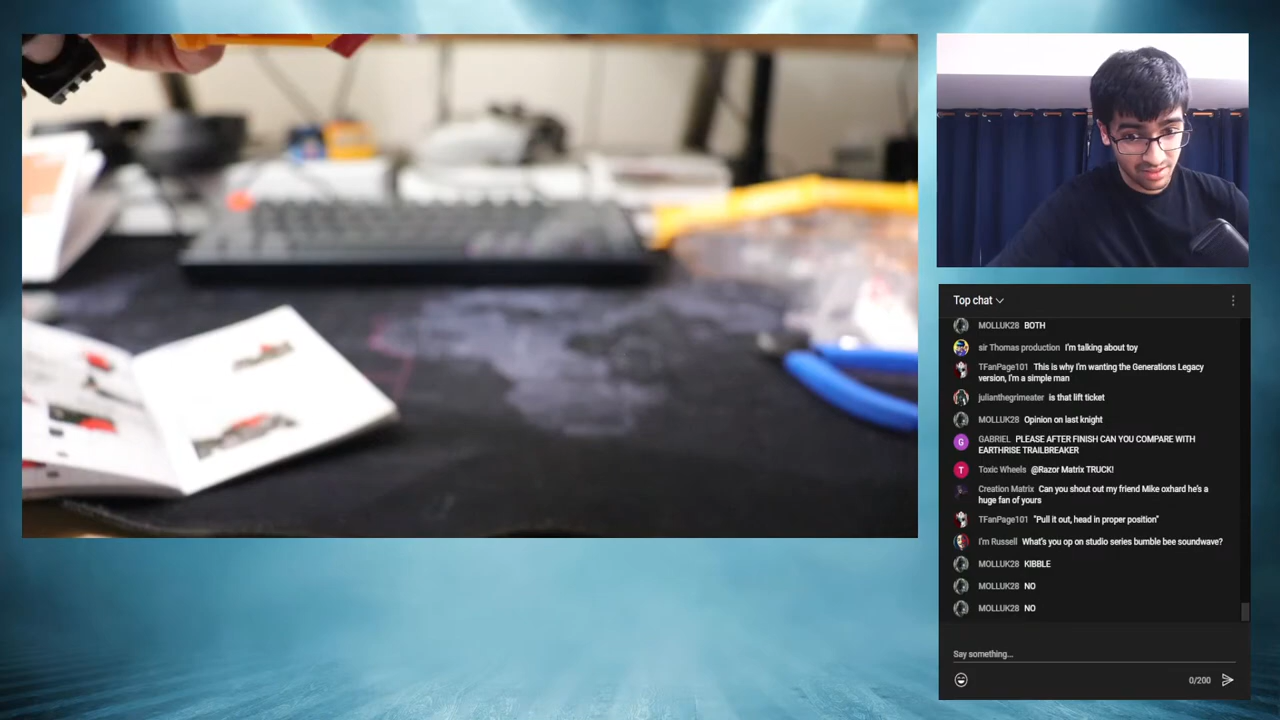 Top chat
MOLLUK28 BOTH
sir Thomas production I'm talking about toy
TFanPage101 This is why I'm wanting the Generations Legacy
version, I'm a simple man
julianthegrimeater is that lift ticket
MOLLUK28 Opinion on last knight
G GABRIEL PLEASE AFTER FINISH CAN YOU COMPARE WITH
EARTHRISE TRAILBREAKER
T Toxic Wheels @Razor Matrix TRUCK!
Creation Matrix Can you shout out my friend Mike oxhard he's a
huge fan of yours
TFanPage101 "Pull it out, head in proper position"
I'm Russell What's you op on studio series bumble bee soundwave?
MOLLUK28 KIBBLE
MOLLUK28 NO
MOLLUK28 NO
Say something...
0/200